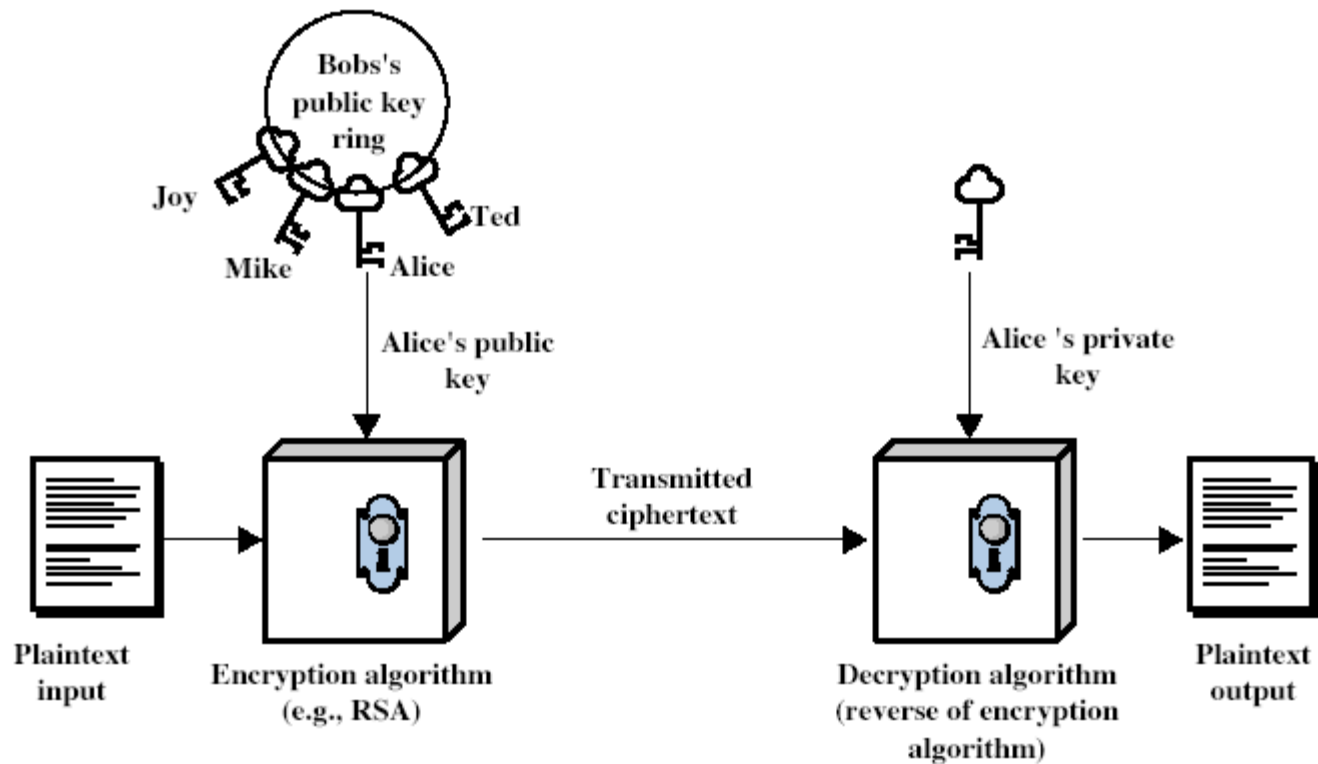 Bobs's
public key
ring
Joy
Ted
Mike
Alice
Alice's public
key
Alice 's private
key
Transmitted
ciphertext
Plaintext
input
Encryption algorithm
(e.g., RSA)
Decryption algorithm
(reverse of encryption
algorithm)
Plaintext
output